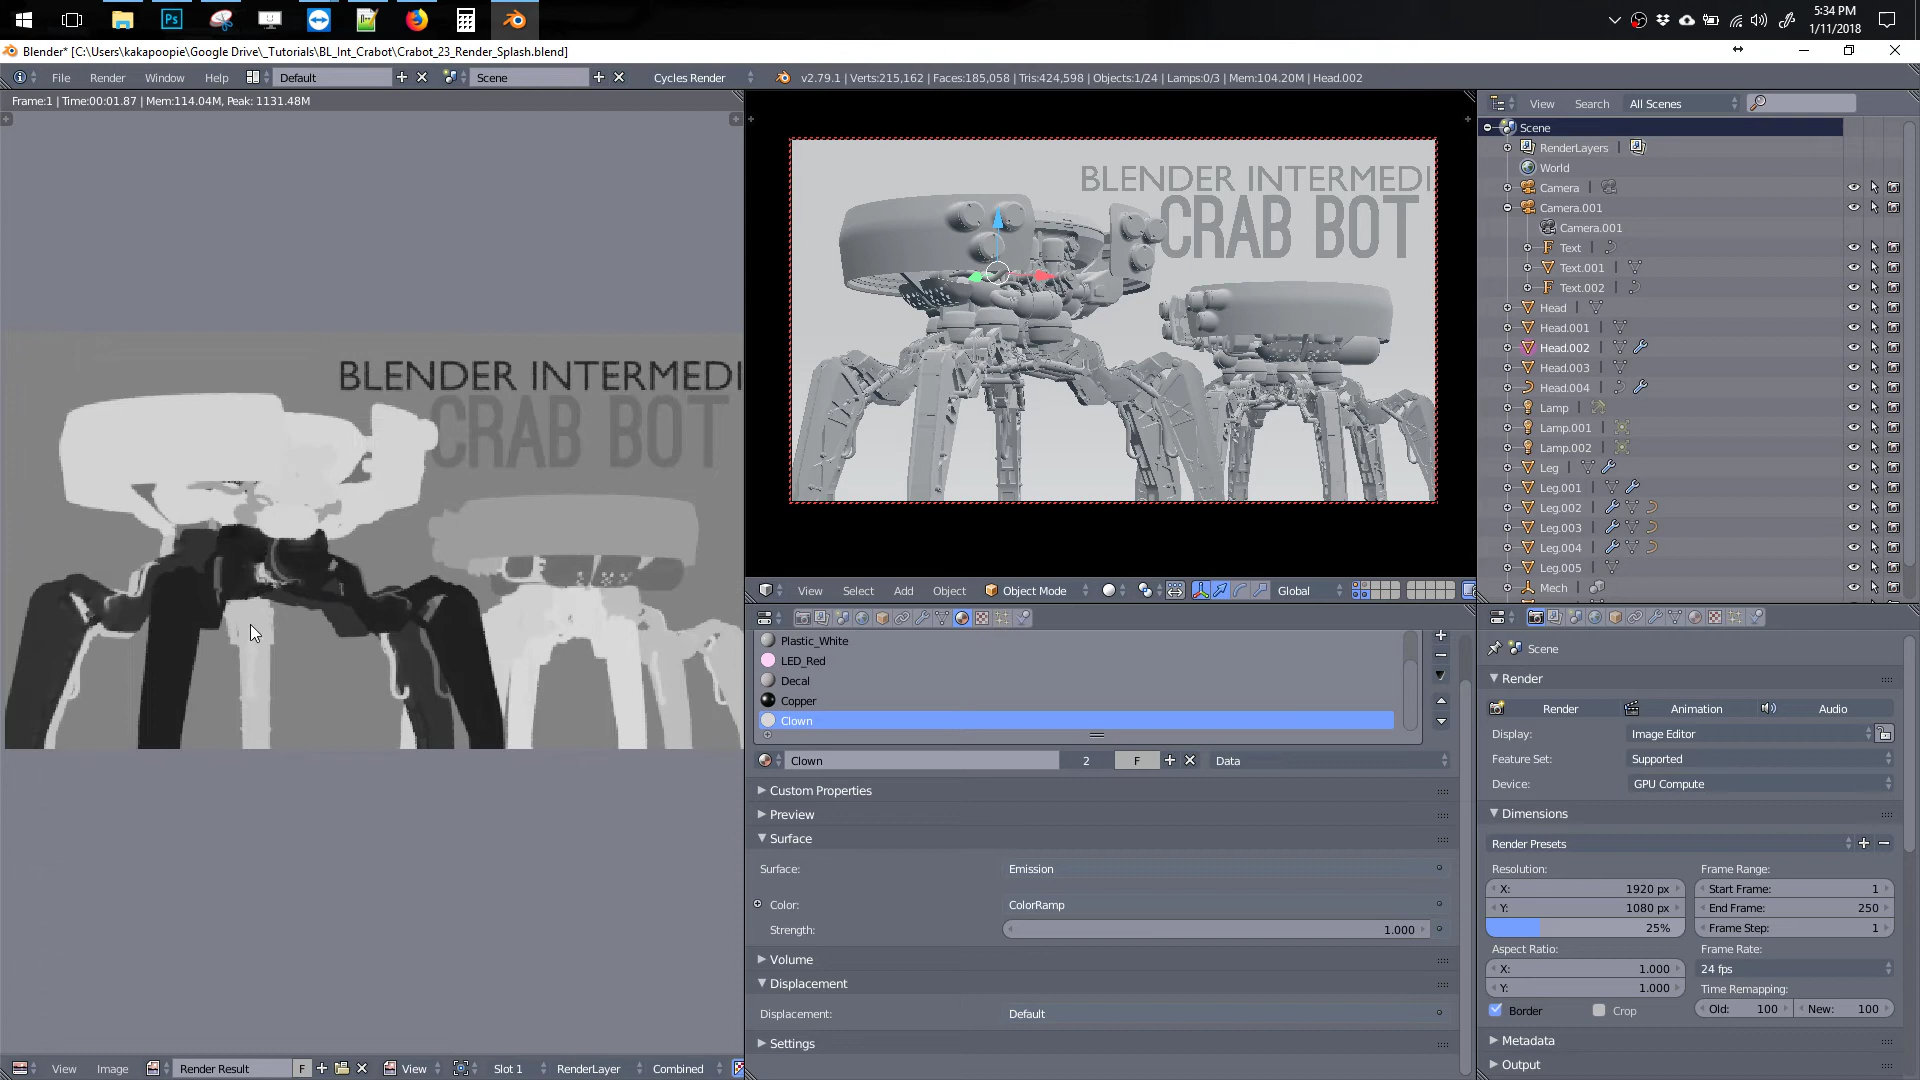 Ps
5:34 PM
1/11/2018
Blender* [C:\Users\kakapoopie\Google Drive\_Tutorials\BL_Int_Crabot\Crabot_23_Render_Splash.blend]
File Render Window Help Default Scene Cycles Render v2.79.1 | Verts:215,162 | Faces:185,058 | Tris:424,598 | Objects:1/24 | Lamps:0/3 | Mem:104.20M | Head.002
Frame:1 | Time:00:01.87 | Mem:114.04M, Peak: 1131.48M
View Search All Scenes
Scene
RenderLayers
World
Camera
Camera.001
Camera.001
Text
Text.001
Text.002
Head
Head.001
Head.002
Head.003
Head.004
Lamp
Lamp.001
Lamp.002
Leg
Leg.001
Leg.002
Leg.003
Leg.004
Leg.005
Mech
BLENDER INTERMEDI
CRAB BOT
BLENDER INTERMEDI
CRAB BOT
View Select Add Object Object Mode Global
Plastic_White
LED_Red
Decal
Copper
Clown
Clown 2 F Data
Custom Properties
Preview
Surface
Surface: Emission
Color: ColorRamp
Strength: 1.000
Volume
Displacement
Displacement: Default
Settings
Scene
Render
Render Animation Audio
Display: Image Editor
Feature Set: Supported
Device: GPU Compute
Dimensions
Render Presets
Resolution: Frame Range:
X: 1920 px Start Frame: 1
Y: 1080 px End Frame: 250
25% Frame Step: 1
Aspect Ratio: Frame Rate:
X: 1.000 24 fps
Y: 1.000 Time Remapping:
Border Crop Old: 100 New: 100
Metadata
Output
View Image Render Result F View Slot 1 RenderLayer Combined